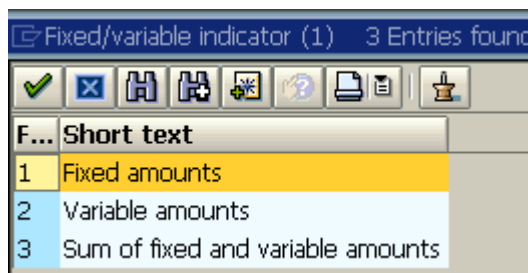 Fixed/variable indicator (1) 3 Entries found
F... Short text
1 Fixed amounts
2 Variable amounts
3 Sum of fixed and variable amounts